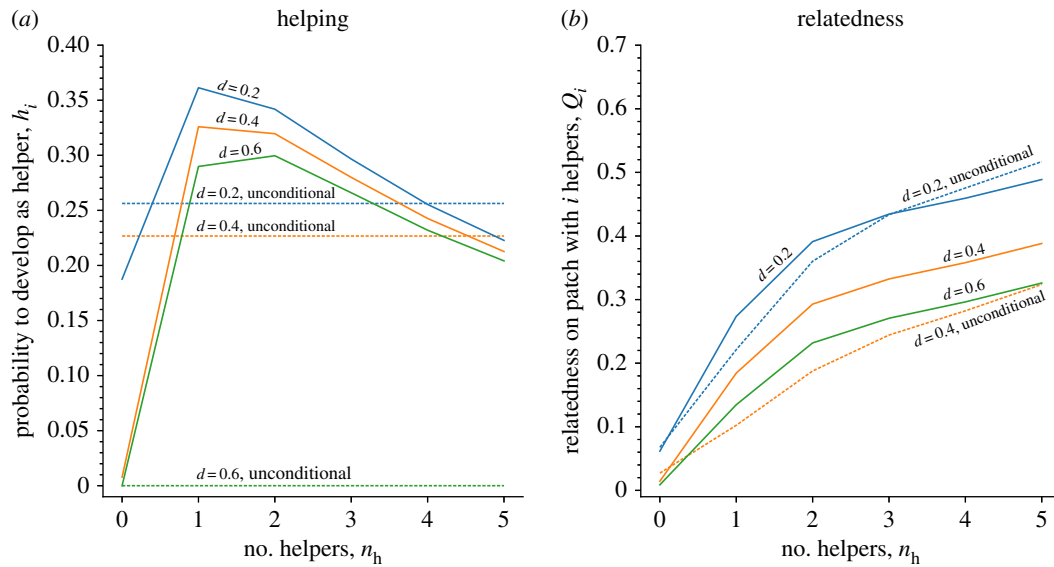 (a) helping
probability to develop as helper, h_i
0.40
0.35
0.30
0.25
0.20
0.15
0.10
0.05
0
d = 0.2
d = 0.4
d = 0.6
d = 0.2, unconditional
d = 0.4, unconditional
d = 0.6, unconditional
0 1 2 3 4 5
no. helpers, n_h
(b) relatedness
relatedness on patch with i helpers, Q_i
0.7
0.6
0.5
0.4
0.3
0.2
0.1
0
d = 0.2, unconditional
d = 0.2
d = 0.4
d = 0.6
d = 0.4, unconditional
0 1 2 3 4 5
no. helpers, n_h